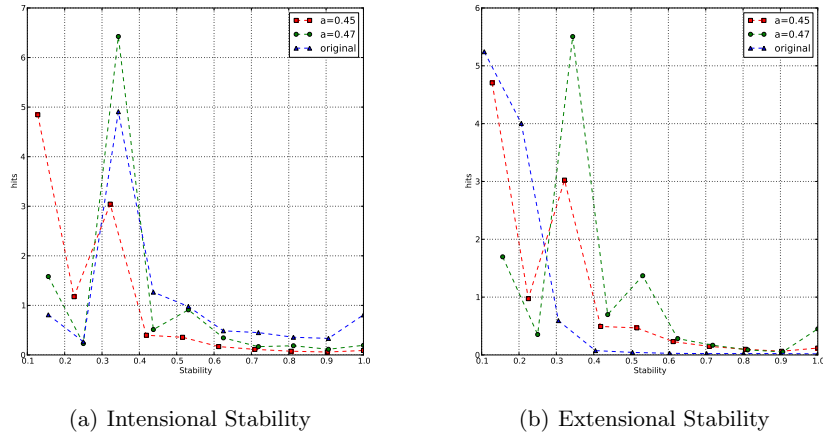 7
6
5
4
3
2
1
0
hits
0.1 0.2 0.3 0.4 0.5 0.6 0.7 0.8 0.9 1.0
Stability
a=0.45
a=0.47
original
(a) Intensional Stability
6
5
4
3
2
1
0
hits
0.1 0.2 0.3 0.4 0.5 0.6 0.7 0.8 0.9 1.0
Stability
a=0.45
a=0.47
original
(b) Extensional Stability